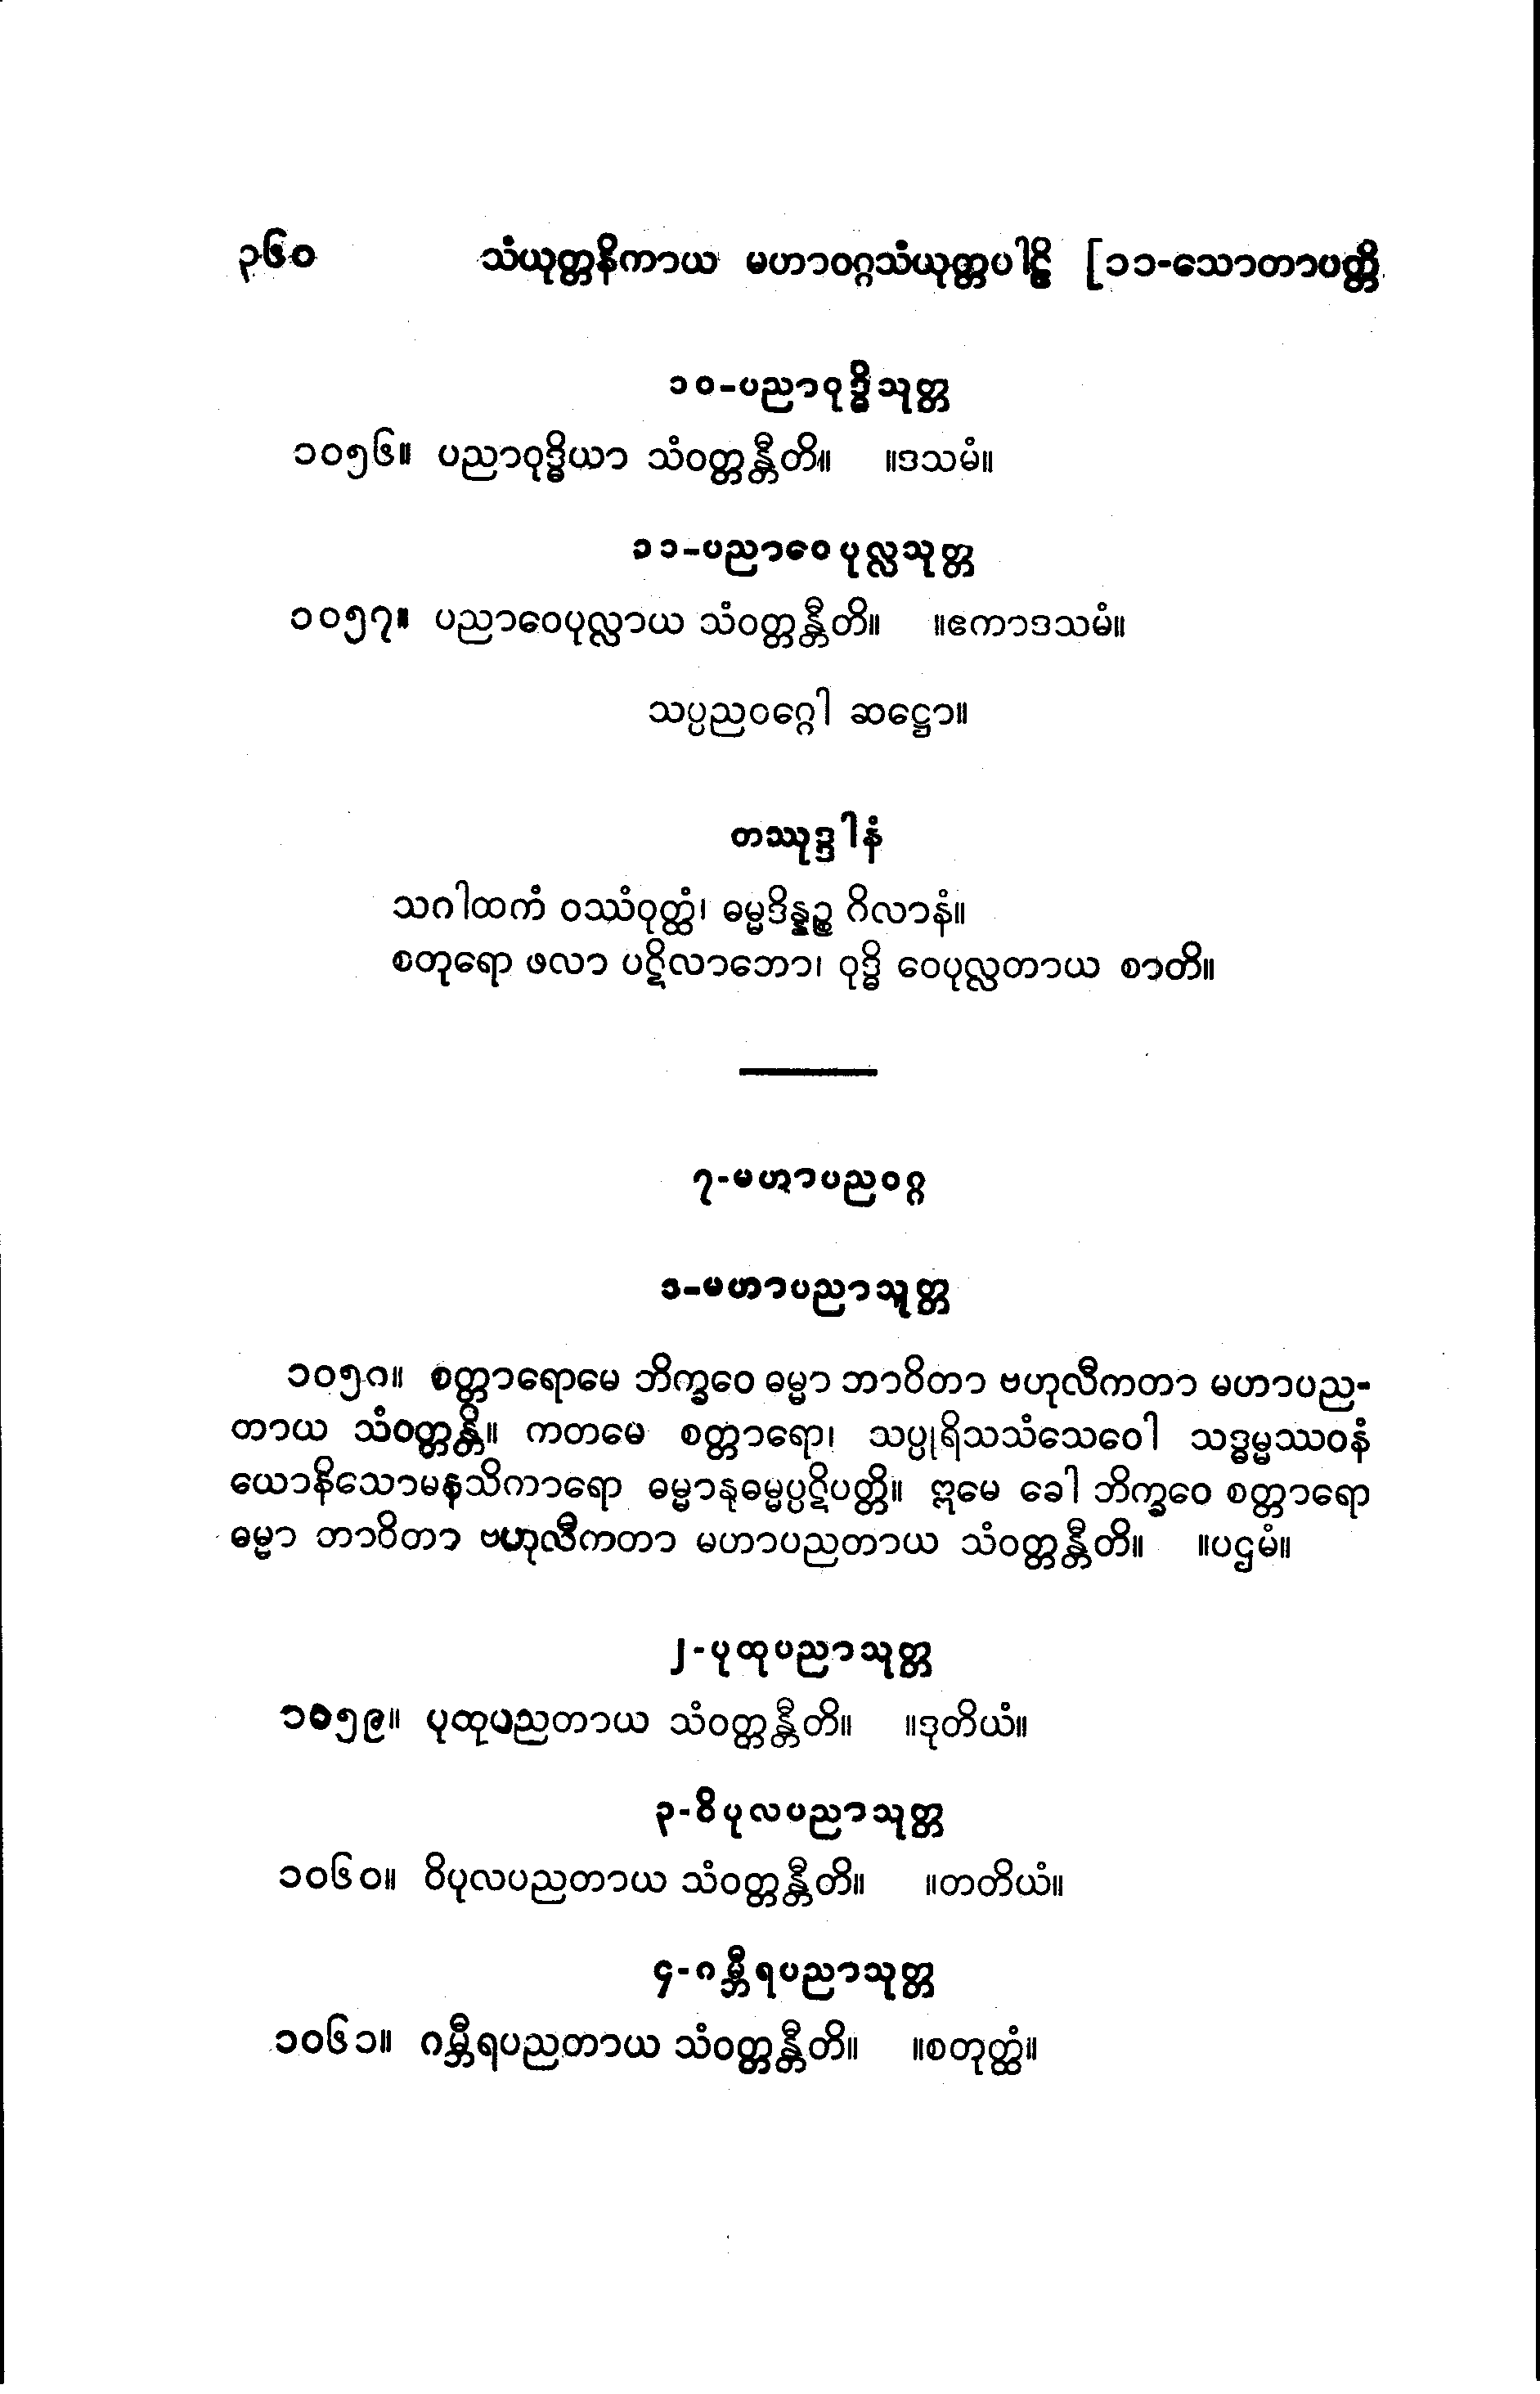 ၃၆၀ သံယုတ္တနိကာယ မဟာဝဂ္ဂသံယုတ္တပါဠိ [၁၁-သောတာပတ္တိ
၁၀-ပညာဝုဒ္ဓိသုတ္တ
၁၀၅၆။ ပညာဝုဒ္ဓိယာ သံဝတ္တန္တီတိ။ ။ဒသမံ။
၁၁-ပညာဝေပုလ္လသုတ္တ
၁၀၅၇။ ပညာဝေပုလ္လာယ သံဝတ္တန္တီတိ။ ။ဧကာဒသမံ။
သပ္ပညဝဂ္ဂေါ ဆဋ္ဌော။
တဿုဒ္ဒါနံ
သဂါထကံ ဝဿံဝုတ္ထံ၊ ဓမ္မဒိန္နဉ္စ ဂိလာနံ။
စတုရော ဖလာ ပဋိလာဘော၊ ဝုဒ္ဓိ ဝေပုလ္လတာယ စာတိ။
၇-မဟာပညဝဂ္ဂ
၁-မဟာပညာသုတ္တ
၁၀၅၈။ စတ္တာရောမေ ဘိက္ခဝေ ဓမ္မာ ဘာဝိတာ ဗဟုလီကတာ မဟာပည-
တာယ သံဝတ္တန္တိ။ ကတမေ စတ္တာရော၊ သပ္ပုရိသသံသေဝေါ သဒ္ဓမ္မဿဝနံ
ယောနိသောမနသိကာရော ဓမ္မာနုဓမ္မပ္ပဋိပတ္တိ။ ဣမေ ခေါ ဘိက္ခဝေ စတ္တာရော
ဓမ္မာ ဘာဝိတာ ဗဟုလီကတာ မဟာပညတာယ သံဝတ္တန္တီတိ။ ။ပဌမံ။
၂-ပုထုပညာသုတ္တ
၁၀၅၉။ ပုထုပညတာယ သံဝတ္တန္တီတိ။ ။ဒုတိယံ။
၃-ဝိပုလပညာသုတ္တ
၁၀၆၀။ ဝိပုလပညတာယ သံဝတ္တန္တီတိ။ ။တတိယံ။
၄-ဂမ္ဘီရပညာသုတ္တ
၁၀၆၁။ ဂမ္ဘီရပညတာယ သံဝတ္တန္တီတိ။ ။စတုတ္ထံ။